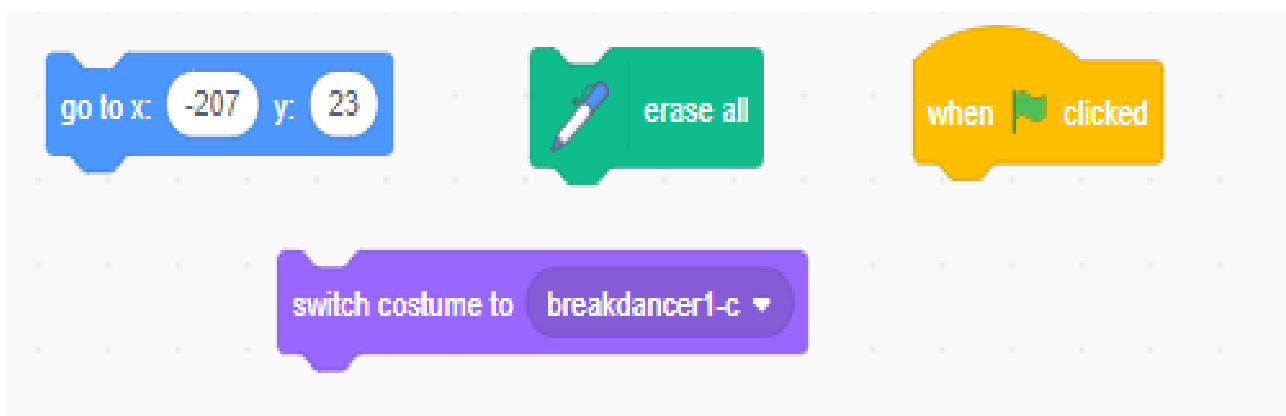 go to x: -207 y: 23
erase all
when clicked
switch costume to breakdancer1-c